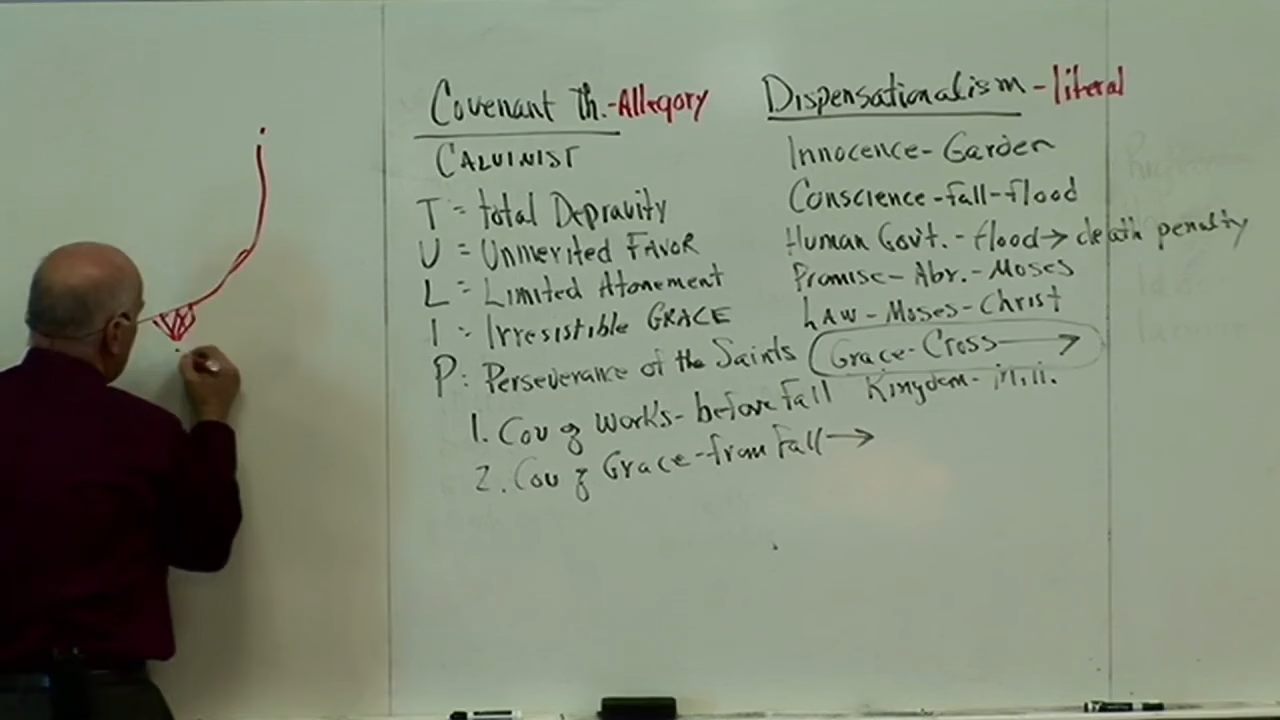 Covenant Th.-Allegory
CALVINIST
T = total Depravity
U = Unmerited FAVOR
L = Limited Atonement
I = Irresistible GRACE
P: Perseverance of the Saints
1. Cov of Works-before Fall
2. Cov of Grace-from Fall→
Dispensationalism-literal
Innocence-Garden
Conscience-fall-flood
Human Gov't.-flood→death penalty
Promise-Abr.-Moses
LAW-Moses-Christ
Grace-Cross→
Kingdom-Mill.